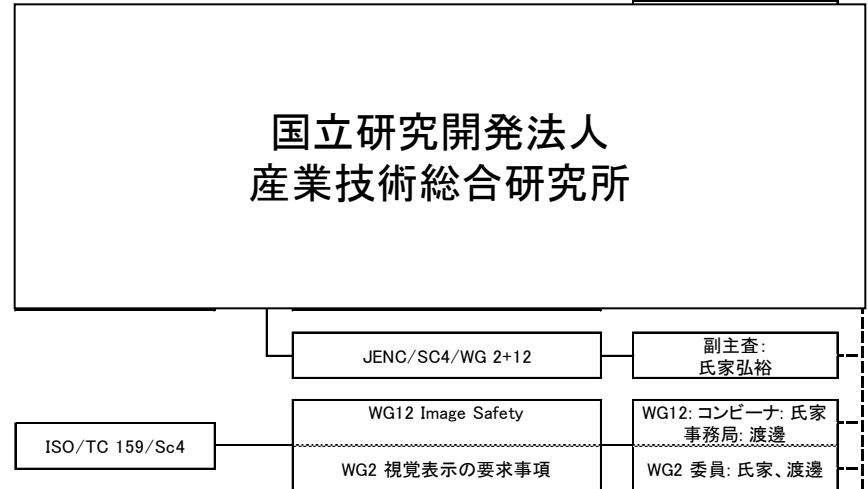 国立研究開発法人
産業技術総合研究所
JENC/SC4/WG 2+12
副主査:
氏家弘裕
WG12 Image Safety
WG12: コンビーナ: 氏家
事務局: 渡邊
ISO/TC 159/Sc4
WG2 視覚表示の要求事項
WG2 委員: 氏家、渡邊